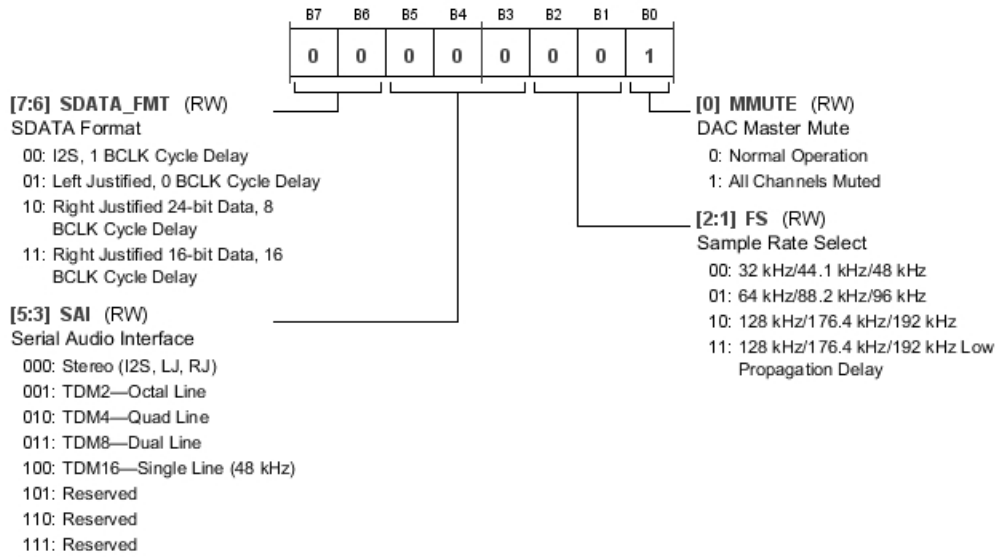 B7 B6 B5 B4 B3 B2 B1 B0
0 0 0 0 0 0 0 1
[7:6] SDATA_FMT (RW)
SDATA Format
00: I2S, 1 BCLK Cycle Delay
01: Left Justified, 0 BCLK Cycle Delay
10: Right Justified 24-bit Data, 8
BCLK Cycle Delay
11: Right Justified 16-bit Data, 16
BCLK Cycle Delay
[5:3] SAI (RW)
Serial Audio Interface
000: Stereo (I2S, LJ, RJ)
001: TDM2—Octal Line
010: TDM4—Quad Line
011: TDM8—Dual Line
100: TDM16—Single Line (48 kHz)
101: Reserved
110: Reserved
111: Reserved
[0] MMUTE (RW)
DAC Master Mute
0: Normal Operation
1: All Channels Muted
[2:1] FS (RW)
Sample Rate Select
00: 32 kHz/44.1 kHz/48 kHz
01: 64 kHz/88.2 kHz/96 kHz
10: 128 kHz/176.4 kHz/192 kHz
11: 128 kHz/176.4 kHz/192 kHz Low
Propagation Delay